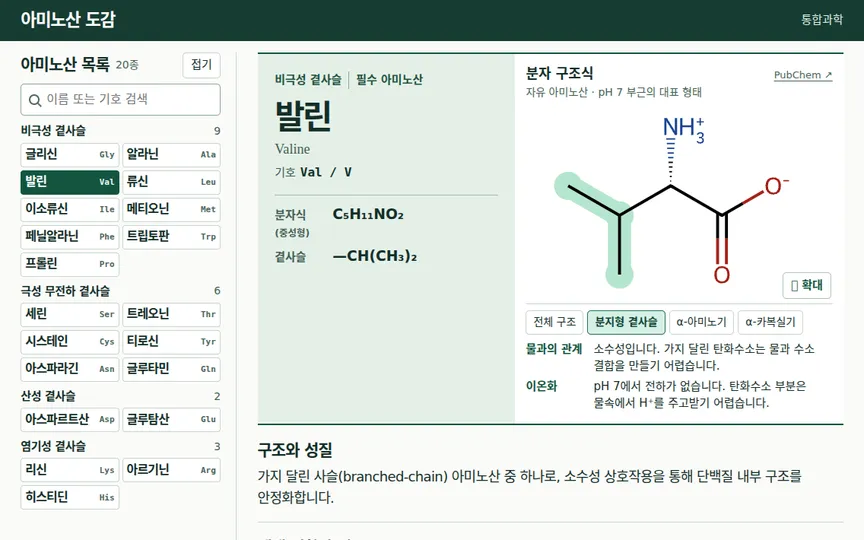 아미노산 도감
통합과학
아미노산 목록 20종
접기
이름 또는 기호 검색
비극성 곁사슬 9
글리신 Gly
알라닌 Ala
발린 Val
류신 Leu
이소류신 Ile
메티오닌 Met
페닐알라닌 Phe
트립토판 Trp
프롤린 Pro
극성 무전하 곁사슬 6
세린 Ser
트레오닌 Thr
시스테인 Cys
티로신 Tyr
아스파라긴 Asn
글루타민 Gln
산성 곁사슬 2
아스파르트산 Asp
글루탐산 Glu
염기성 곁사슬 3
리신 Lys
아르기닌 Arg
히스티딘 His
비극성 곁사슬 | 필수 아미노산
발린
Valine
기호 Val / V
분자식 C₅H₁₁NO₂
(중성형)
곁사슬 —CH(CH₃)₂
분자 구조식
PubChem ↗
자유 아미노산 · pH 7 부근의 대표 형태
NH₃⁺
O⁻
O
확대
전체 구조
분지형 곁사슬
α-아미노기
α-카복실기
물과의 관계 소수성입니다. 가지 달린 탄화수소는 물과 수소
결합을 만들기 어렵습니다.
이온화 pH 7에서 전하가 없습니다. 탄화수소 부분은
물속에서 H⁺를 주고받기 어렵습니다.
구조와 성질
가지 달린 사슬(branched-chain) 아미노산 중 하나로, 소수성 상호작용을 통해 단백질 내부 구조를
안정화합니다.